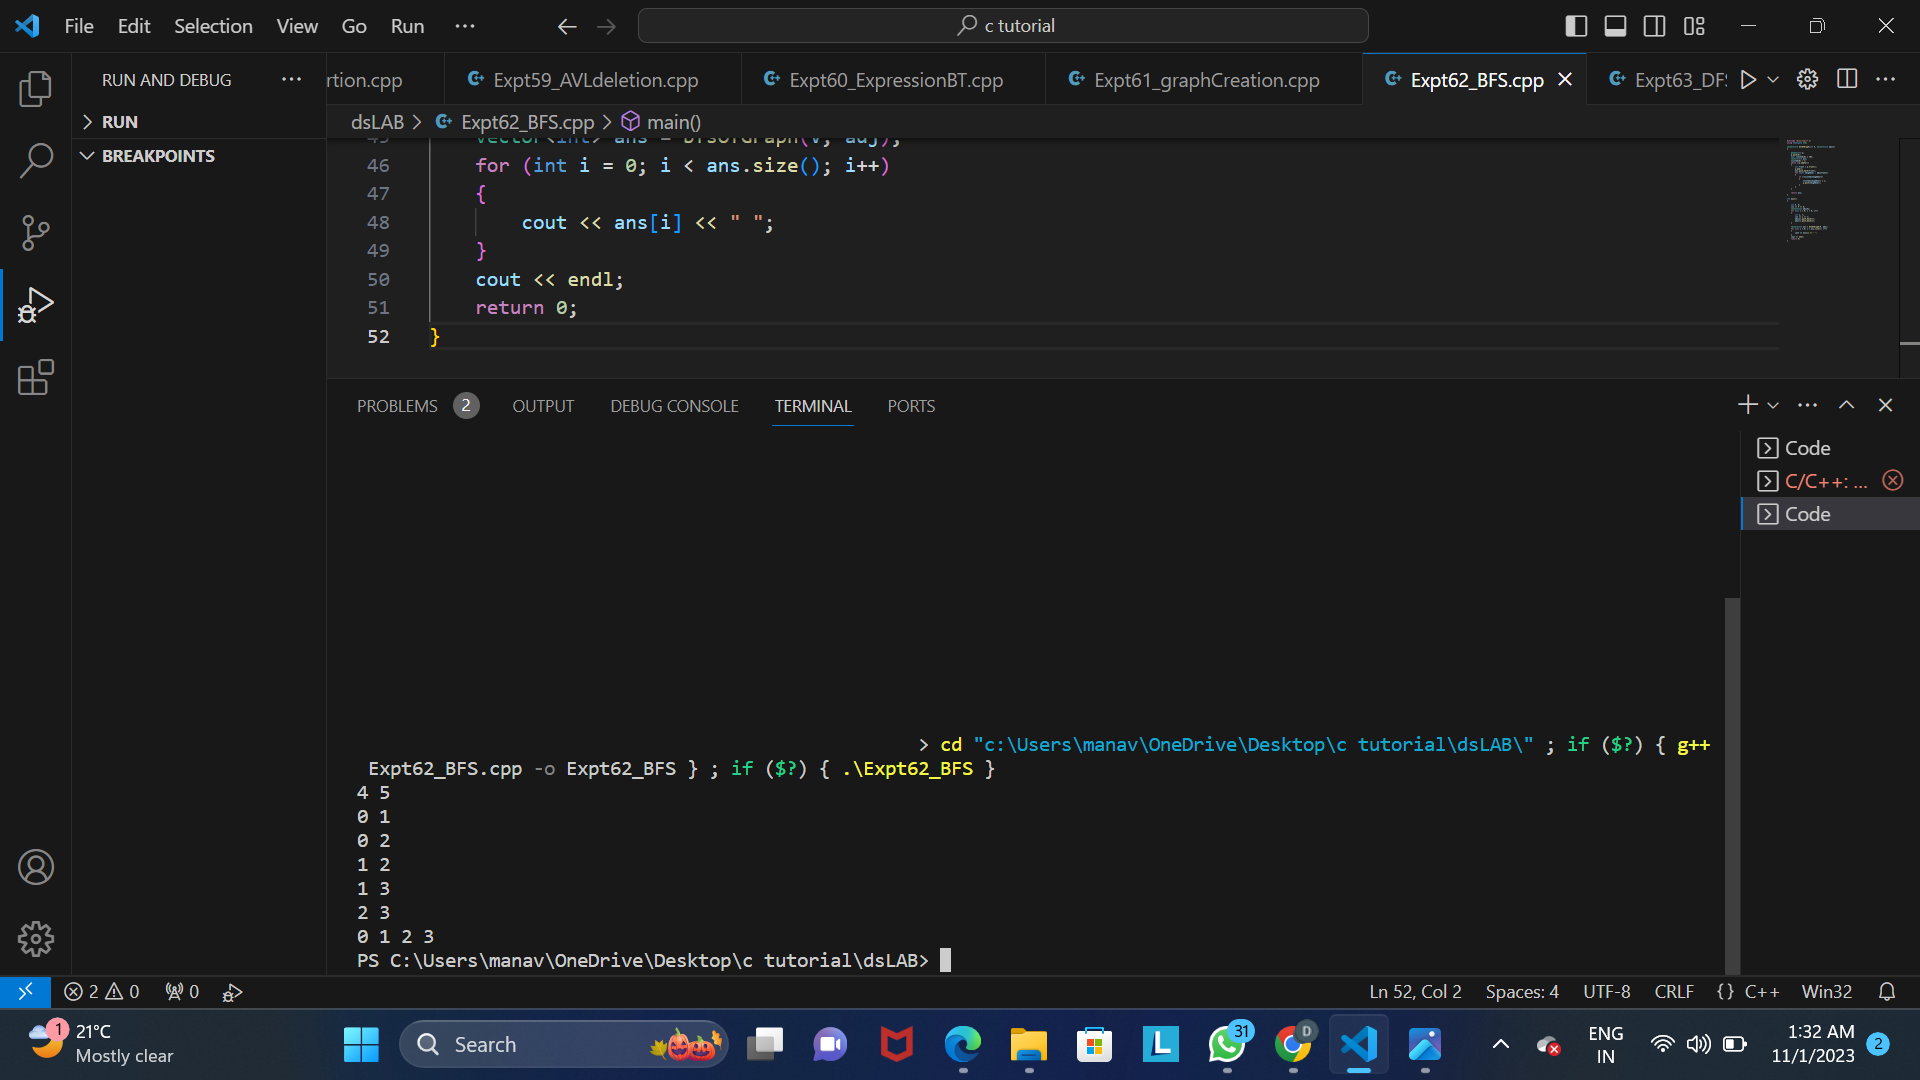 File Edit Selection View Go Run ··· c tutorial
RUN AND DEBUG ··· rtion.cpp Expt59_AVLdeletion.cpp Expt60_ExpressionBT.cpp Expt61_graphCreation.cpp Expt62_BFS.cpp Expt63_DFS
RUN
dsLAB > Expt62_BFS.cpp > main()
BREAKPOINTS
45 vector<int> ans = bfsOfGraph(V, adj);
46 for (int i = 0; i < ans.size(); i++)
47 {
48 cout << ans[i] << " ";
49 }
50 cout << endl;
51 return 0;
52 }
PROBLEMS 2 OUTPUT DEBUG CONSOLE TERMINAL PORTS
Code
C/C++: ...
Code
> cd "c:\Users\manav\OneDrive\Desktop\c tutorial\dsLAB\" ; if ($?) { g++
Expt62_BFS.cpp -o Expt62_BFS } ; if ($?) { .\Expt62_BFS }
4 5
0 1
0 2
1 2
1 3
2 3
0 1 2 3
PS C:\Users\manav\OneDrive\Desktop\c tutorial\dsLAB>
2 0 0 Ln 52, Col 2 Spaces: 4 UTF-8 CRLF {} C++ Win32
1 21°C
Mostly clear
Search
L
31
D
ENG
IN
1:32 AM
11/1/2023
2